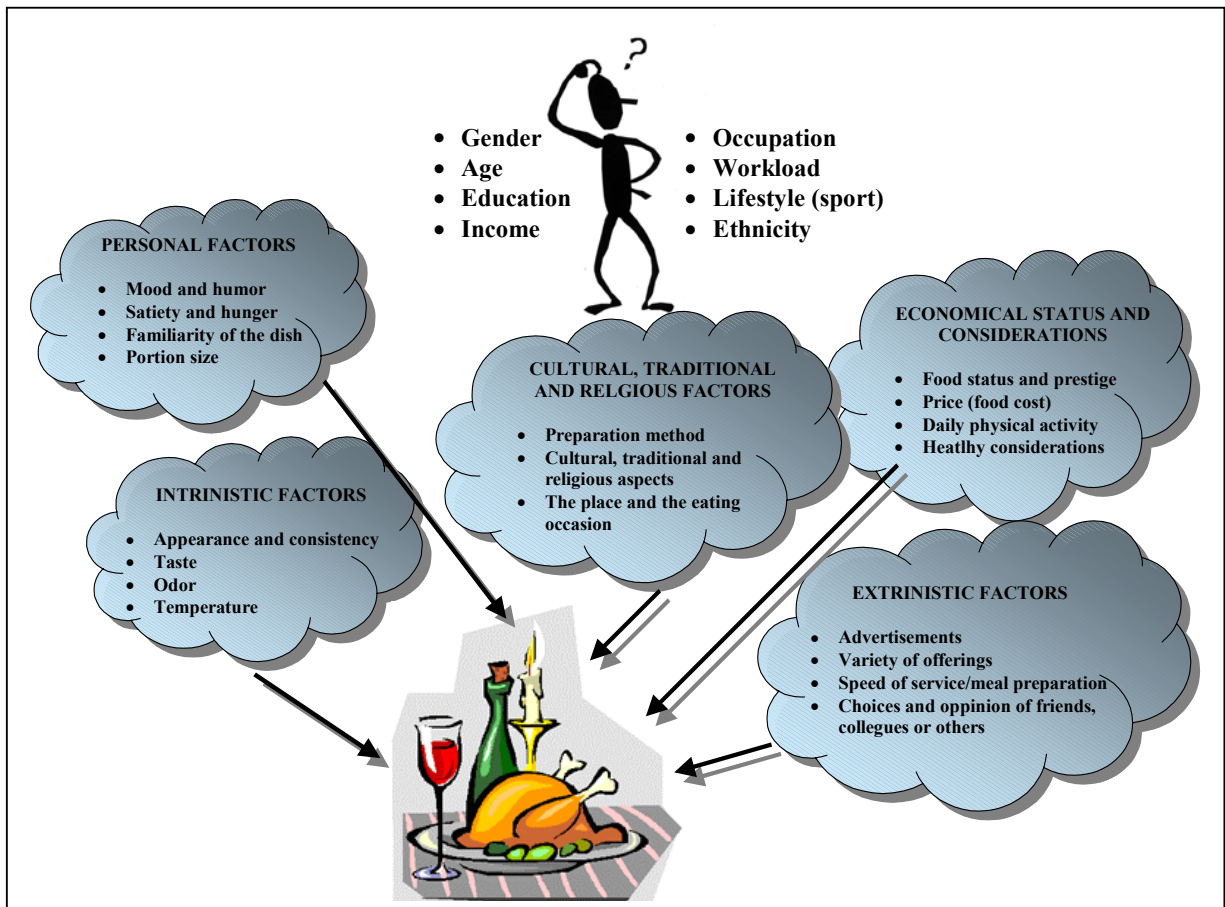 ?
• Gender
• Age
• Education
• Income
• Occupation
• Workload
• Lifestyle (sport)
• Ethnicity
PERSONAL FACTORS
• Mood and humor
• Satiety and hunger
• Familiarity of the dish
• Portion size
CULTURAL, TRADITIONAL
AND RELGIOUS FACTORS
• Preparation method
• Cultural, traditional and
religious aspects
• The place and the eating
occasion
ECONOMICAL STATUS AND
CONSIDERATIONS
• Food status and prestige
• Price (food cost)
• Daily physical activity
• Heatlhy considerations
INTRINISTIC FACTORS
• Appearance and consistency
• Taste
• Odor
• Temperature
EXTRINISTIC FACTORS
• Advertisements
• Variety of offerings
• Speed of service/meal preparation
• Choices and oppinion of friends,
collegues or others